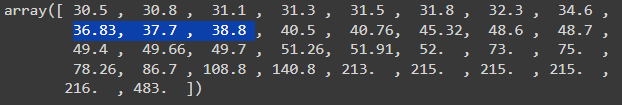 array([ 30.5 , 30.8 , 31.1 , 31.3 , 31.5 , 31.8 , 32.3 , 34.6 ,
36.83, 37.7 , 38.8 , 40.5 , 40.76, 45.32, 48.6 , 48.7 ,
49.4 , 49.66, 49.7 , 51.26, 51.91, 52. , 73. , 75. ,
78.26, 86.7 , 108.8 , 140.8 , 213. , 215. , 215. , 215. ,
216. , 483. ])